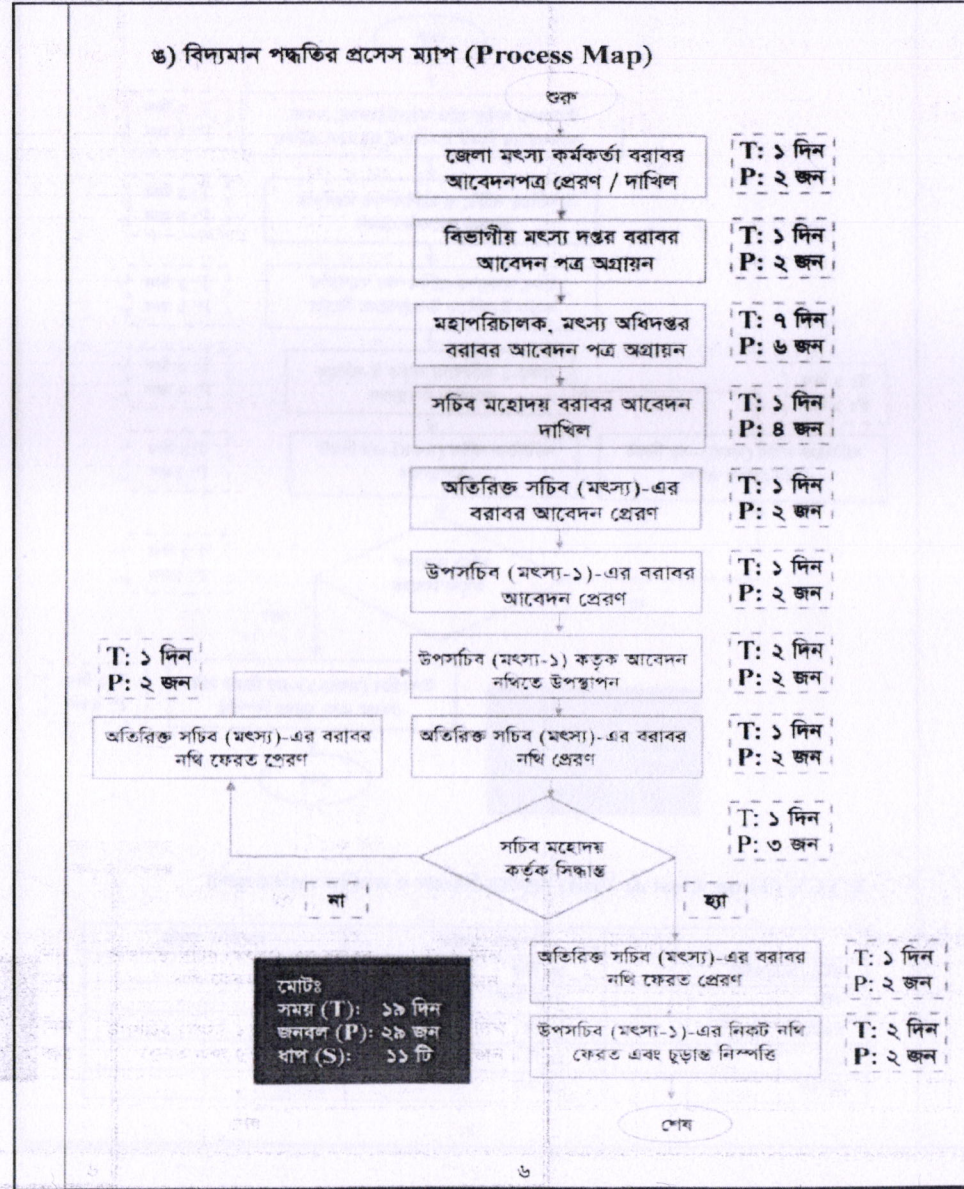 ঙ) বিদ্যমান পদ্ধতির প্রসেস ম্যাপ (Process Map)
শুরু
জেলা মৎস্য কর্মকর্তা বরাবর
আবেদনপত্র প্রেরণ / দাখিল
T: ১ দিন
P: ২ জন
বিভাগীয় মৎস্য দপ্তর বরাবর
আবেদন পত্র অগ্রায়ন
T: ১ দিন
P: ২ জন
মহাপরিচালক, মৎস্য অধিদপ্তর
বরাবর আবেদন পত্র অগ্রায়ন
T: ৭ দিন
P: ৬ জন
সচিব মহোদয় বরাবর আবেদন
দাখিল
T: ১ দিন
P: ৪ জন
অতিরিক্ত সচিব (মৎস্য)-এর
বরাবর আবেদন প্রেরণ
T: ১ দিন
P: ২ জন
উপসচিব (মৎস্য-১)-এর বরাবর
আবেদন প্রেরণ
T: ১ দিন
P: ২ জন
T: ১ দিন
P: ২ জন
উপসচিব (মৎস্য-১) কর্তৃক আবেদন
নথিতে উপস্থাপন
T: ২ দিন
P: ২ জন
অতিরিক্ত সচিব (মৎস্য)-এর বরাবর
নথি ফেরত প্রেরণ
অতিরিক্ত সচিব (মৎস্য)-এর বরাবর
নথি প্রেরণ
T: ১ দিন
P: ২ জন
সচিব মহোদয়
কর্তৃক সিদ্ধান্ত
T: ১ দিন
P: ৩ জন
না
হ্যা
অতিরিক্ত সচিব (মৎস্য)-এর বরাবর
নথি ফেরত প্রেরণ
T: ১ দিন
P: ২ জন
মোটঃ
সময় (T): ১৯ দিন
জনবল (P): ২৯ জন
ধাপ (S): ১১ টি
উপসচিব (মৎস্য-১)-এর নিকট নথি
ফেরত এবং চূড়ান্ত নিস্পত্তি
T: ২ দিন
P: ২ জন
শেষ
৬